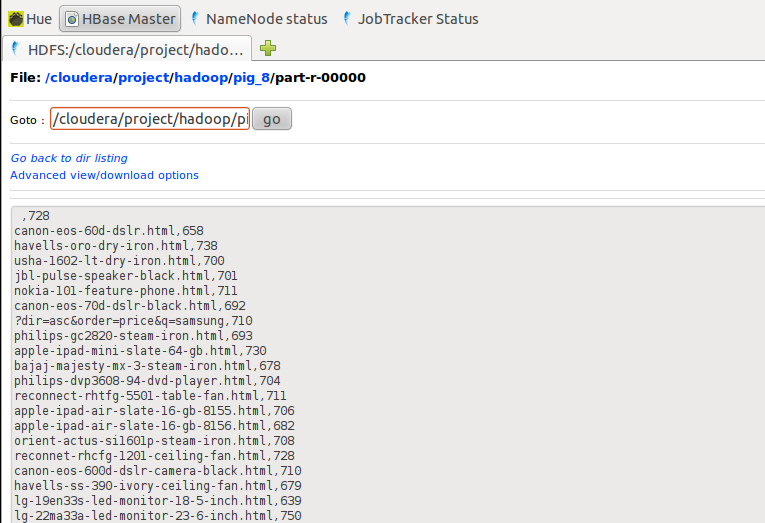 Hue HBase Master NameNode status JobTracker Status
HDFS:/cloudera/project/hado...
File: /cloudera/project/hadoop/pig_8/part-r-00000
Goto : /cloudera/project/hadoop/pi go
Go back to dir listing
Advanced view/download options
,728
canon-eos-60d-dslr.html,658
havells-oro-dry-iron.html,738
usha-1602-lt-dry-iron.html,700
jbl-pulse-speaker-black.html,701
nokia-101-feature-phone.html,711
canon-eos-70d-dslr-black.html,692
?dir=asc&order=price&q=samsung,710
philips-gc2820-steam-iron.html,693
apple-ipad-mini-slate-64-gb.html,730
bajaj-majesty-mx-3-steam-iron.html,678
philips-dvp3608-94-dvd-player.html,704
reconnect-rhtfg-5501-table-fan.html,711
apple-ipad-air-slate-16-gb-8155.html,706
apple-ipad-air-slate-16-gb-8156.html,682
orient-actus-si1601p-steam-iron.html,708
reconnet-rhcfg-1201-ceiling-fan.html,728
canon-eos-600d-dslr-camera-black.html,710
havells-ss-390-ivory-ceiling-fan.html,679
lg-19en33s-led-monitor-18-5-inch.html,639
lg-22ma33a-led-monitor-23-6-inch.html,750